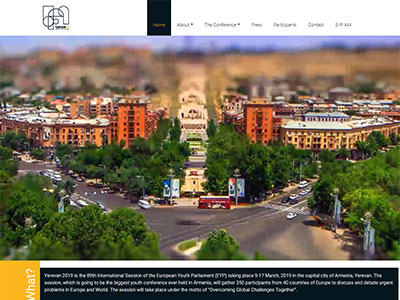 YEREVAN
Home About The Conference Press Participants Contact EYP AM
What?
Yerevan 2019 is the 89th International Session of the European Youth Parliament (EYP) taking place 9-17 March, 2019 in the capital city of Armenia, Yerevan. The
session, which is going to be the biggest youth conference ever held in Armenia, will gather 350 participants from 40 countries of Europe to discuss and debate urgent
problems in Europe and World. The session will take place under the motto of "Overcoming Global Challenges Together".